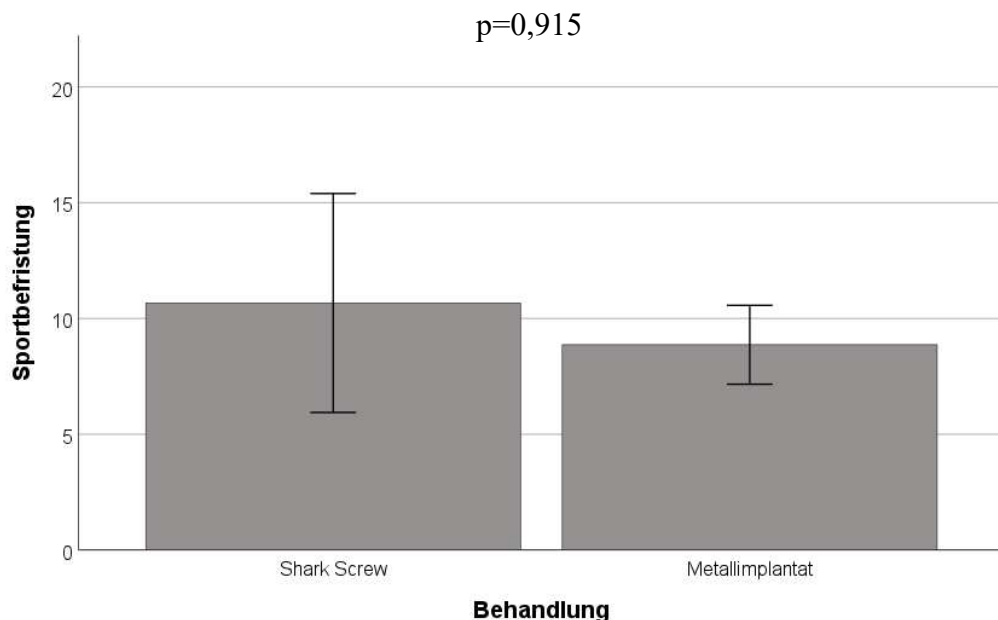 p=0,915
20
15
10
5
0
Sportbefristung
Shark Screw
Metallimplantat
Behandlung